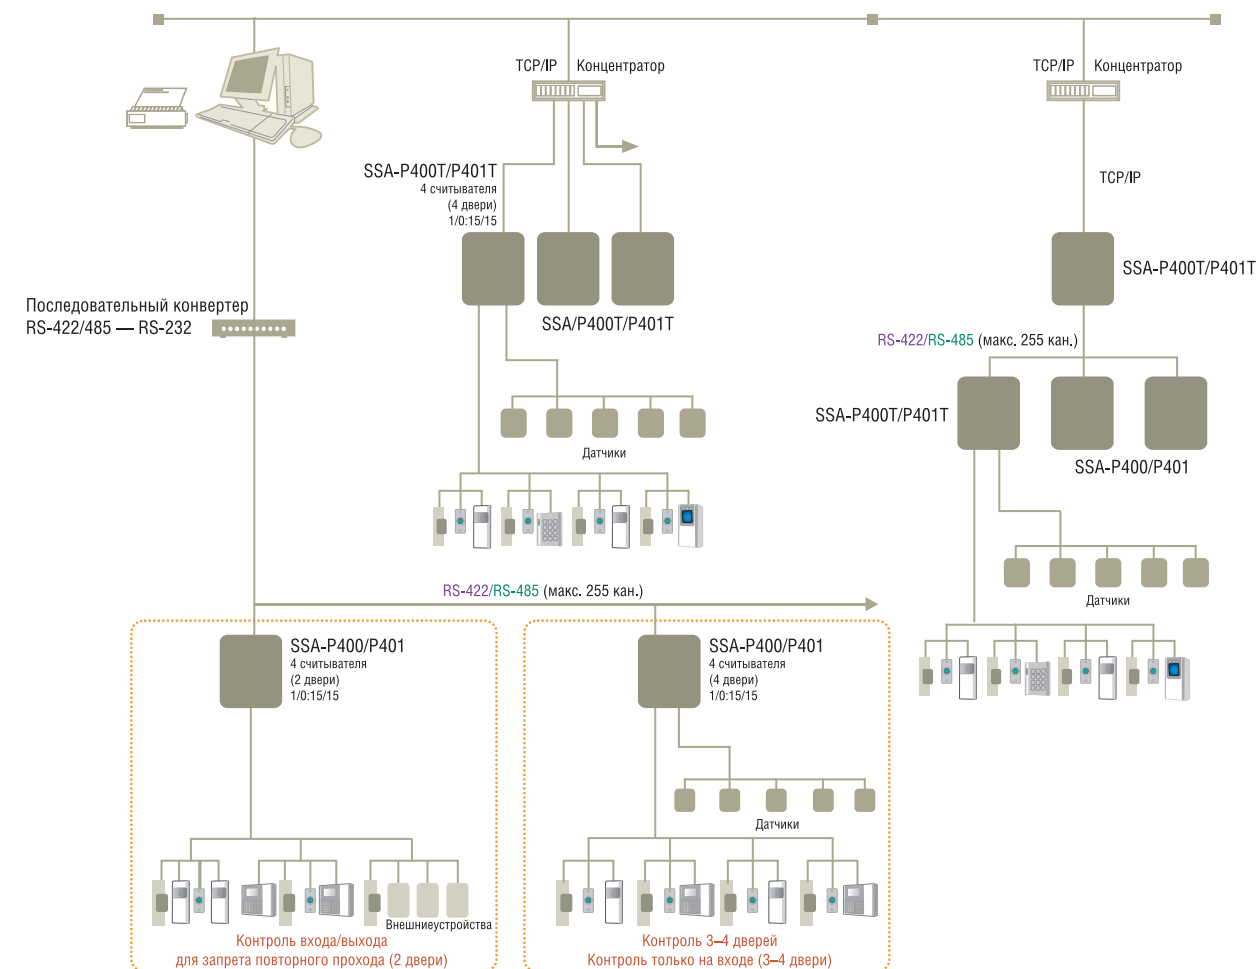 TCP/IP Концентратор
TCP/IP Концентратор
SSA-P400T/P401T
4 считывателя
(4 двери)
1/0:15/15
TCP/IP
SSA-P400T/P401T
Последовательный конвертер
RS-422/485 — RS-232
SSA/P400T/P401T
RS-422/RS-485 (макс. 255 кан.)
SSA-P400T/P401T
Датчики
SSA-P400/P401
RS-422/RS-485 (макс. 255 кан.)
Датчики
SSA-P400/P401
4 считывателя
(2 двери)
1/0:15/15
SSA-P400/P401
4 считывателя
(4 двери)
1/0:15/15
Датчики
Внешниеустройства
Контроль входа/выхода
для запрета повторного прохода (2 двери)
Контроль 3–4 дверей
Контроль только на входе (3–4 двери)